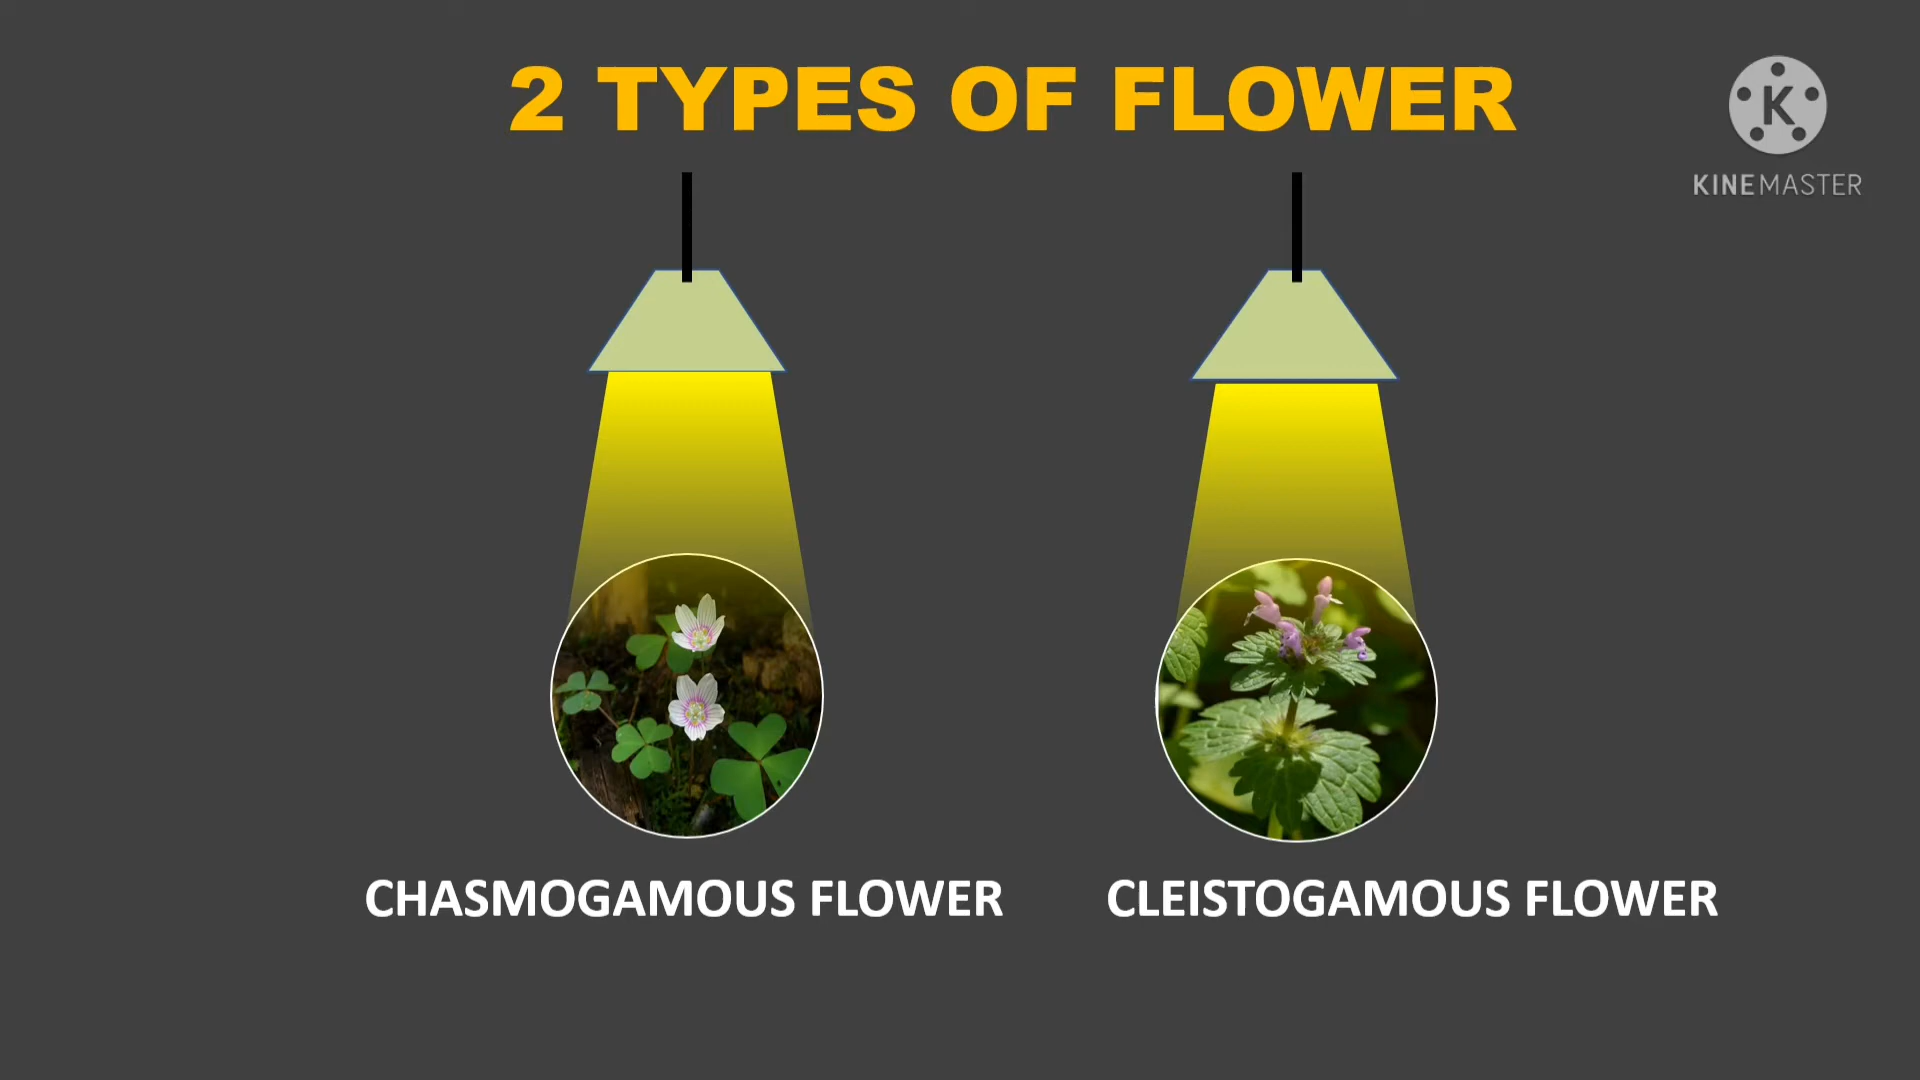 2 TYPES OF FLOWER
K
KINEMASTER
CHASMOGAMOUS FLOWER
CLEISTOGAMOUS FLOWER